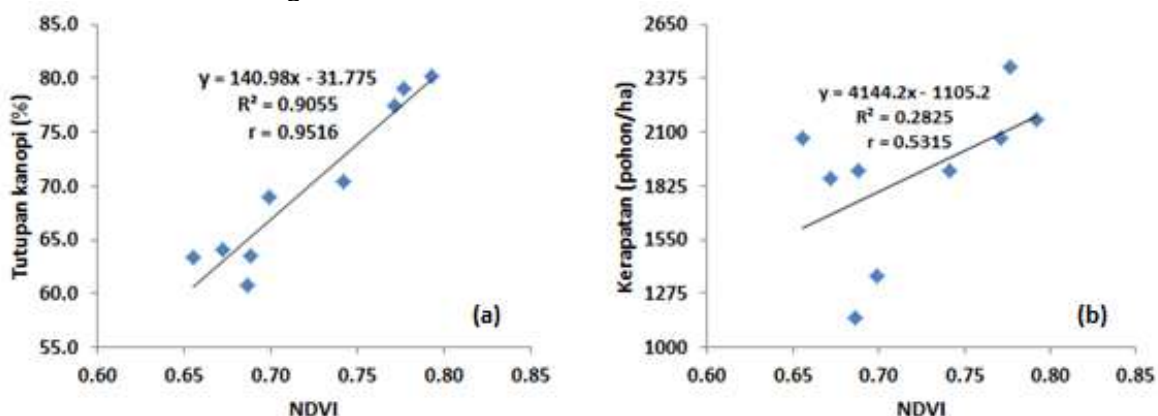 85.0
80.0
75.0
70.0
65.0
60.0
55.0
Tutupan kanopi (%)
y = 140.98x - 31.775
R² = 0.9055
r = 0.9516
(a)
0.60 0.65 0.70 0.75 0.80 0.85
NDVI
2650
2375
2100
1825
1550
1275
1000
Kerapatan (pohon/ha)
y = 4144.2x - 1105.2
R² = 0.2825
r = 0.5315
(b)
0.60 0.65 0.70 0.75 0.80 0.85
NDVI